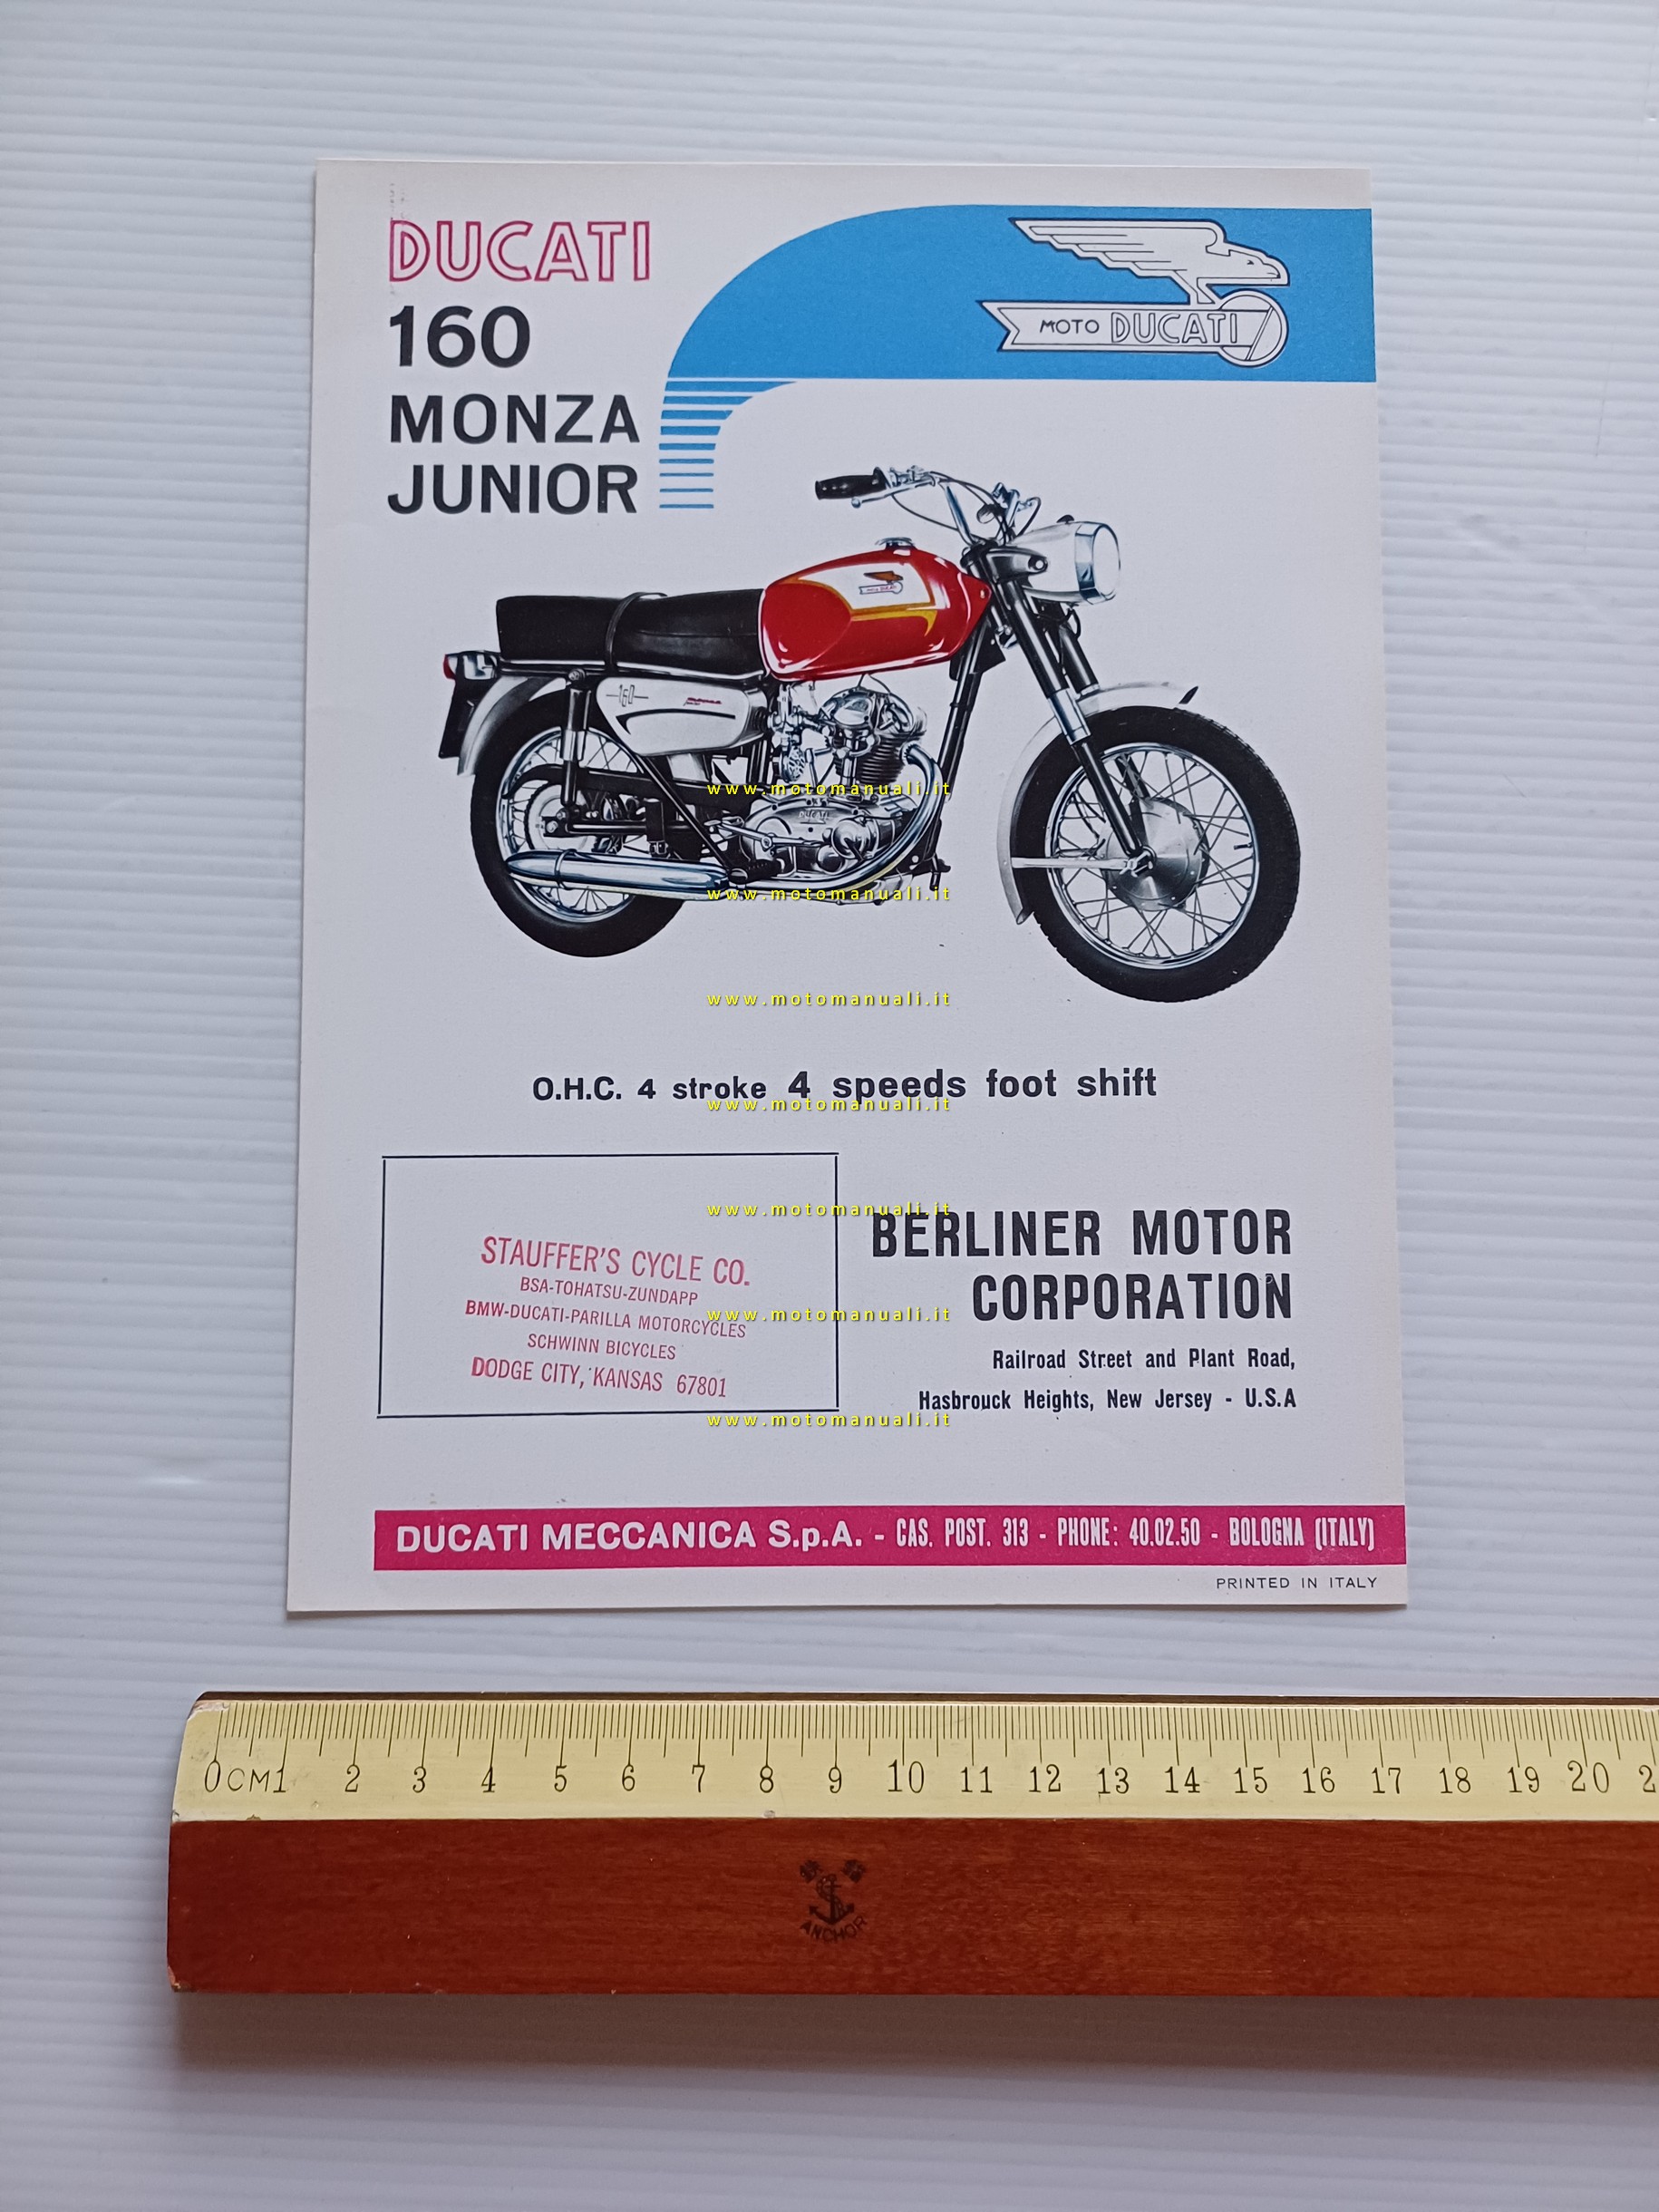 DUCATI
160
MONZA
JUNIOR
MOTO DUCATI
160
DUCATI
www.motomanuali.it
www.motomanuali.it
www.motomanuali.it
O.H.C. 4 stroke 4 speeds foot shift
www.motomanuali.it
www.motomanuali.it
BERLINER MOTOR
CORPORATION
Railroad Street and Plant Road,
Hasbrouck Heights, New Jersey - U.S.A
STAUFFER'S CYCLE CO.
BSA-TOHATSU-ZUNDAPP
BMW-DUCATI-PARILLA MOTORCYCLES
SCHWINN BICYCLES
DODGE CITY, KANSAS 67801
www.motomanuali.it
www.motomanuali.it
DUCATI MECCANICA S.p.A. - CAS. POST. 313 - PHONE: 40.02.50 - BOLOGNA (ITALY)
PRINTED IN ITALY
0 CM 1 2 3 4 5 6 7 8 9 10 11 12 13 14 15 16 17 18 19 20 2
ANCHOR